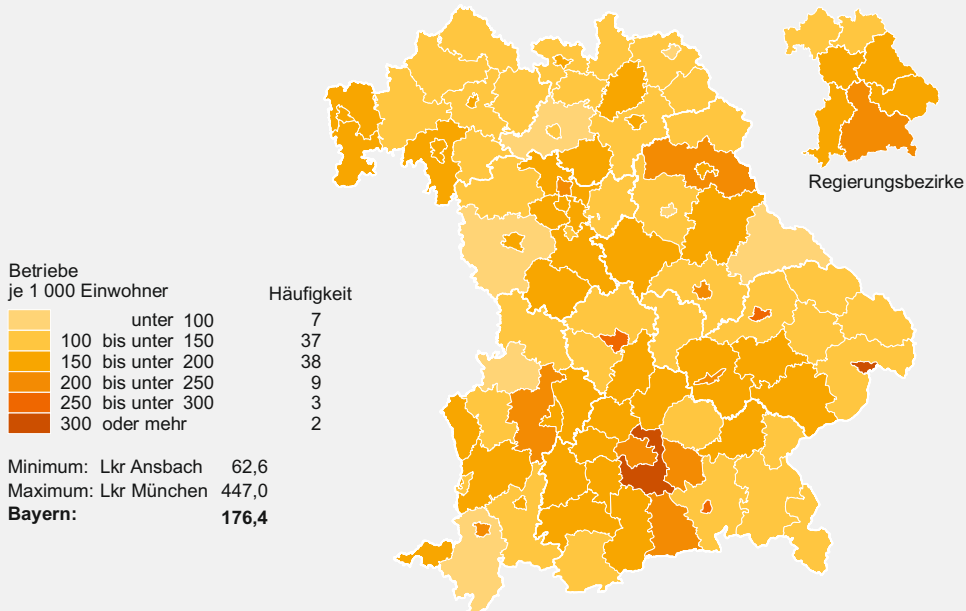 Regierungsbezirke
Betriebe
je 1 000 Einwohner
Häufigkeit
unter 100 7
100 bis unter 150 37
150 bis unter 200 38
200 bis unter 250 9
250 bis unter 300 3
300 oder mehr 2
Minimum: Lkr Ansbach 62,6
Maximum: Lkr München 447,0
Bayern: 176,4